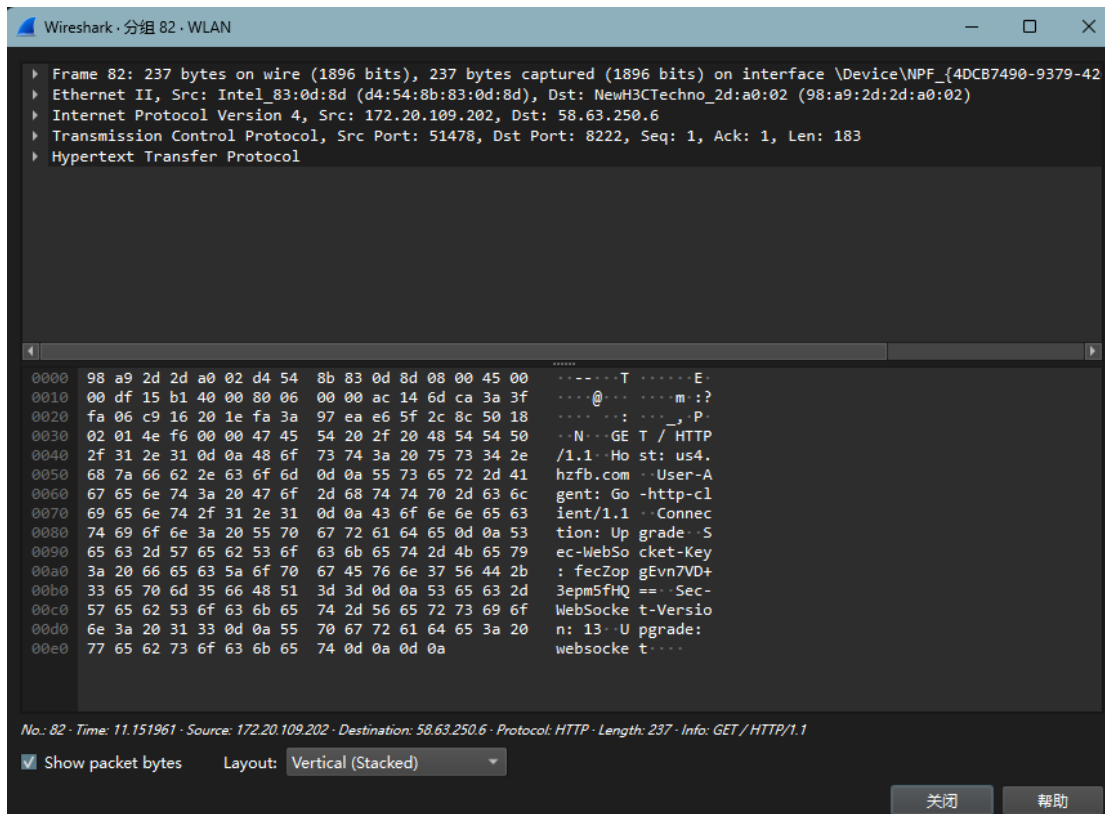 Wireshark · 分组 82 · WLAN
Frame 82: 237 bytes on wire (1896 bits), 237 bytes captured (1896 bits) on interface \Device\NPF_{4DCB7490-9379-42
Ethernet II, Src: Intel_83:0d:8d (d4:54:8b:83:0d:8d), Dst: NewH3CTechno_2d:a0:02 (98:a9:2d:2d:a0:02)
Internet Protocol Version 4, Src: 172.20.109.202, Dst: 58.63.250.6
Transmission Control Protocol, Src Port: 51478, Dst Port: 8222, Seq: 1, Ack: 1, Len: 183
Hypertext Transfer Protocol
0000 98 a9 2d 2d a0 02 d4 54 8b 83 0d 8d 08 00 45 00 ··--···T ······E·
0010 00 df 15 b1 40 00 80 06 00 00 ac 14 6d ca 3a 3f ····@··· ····m·:?
0020 fa 06 c9 16 20 1e fa 3a 97 ea e6 5f 2c 8c 50 18 ···· ··: ···_,·P·
0030 02 01 4e f6 00 00 47 45 54 20 2f 20 48 54 54 50 ··N···GE T / HTTP
0040 2f 31 2e 31 0d 0a 48 6f 73 74 3a 20 75 73 34 2e /1.1··Ho st: us4.
0050 68 7a 66 62 2e 63 6f 6d 0d 0a 55 73 65 72 2d 41 hzfb.com ··User-A
0060 67 65 6e 74 3a 20 47 6f 2d 68 74 74 70 2d 63 6c gent: Go -http-cl
0070 69 65 6e 74 2f 31 2e 31 0d 0a 43 6f 6e 6e 65 63 ient/1.1 ··Connec
0080 74 69 6f 6e 3a 20 55 70 67 72 61 64 65 0d 0a 53 tion: Up grade··S
0090 65 63 2d 57 65 62 53 6f 63 6b 65 74 2d 4b 65 79 ec-WebSo cket-Key
00a0 3a 20 66 65 63 5a 6f 70 67 45 76 6e 37 56 44 2b : fecZop gEvn7VD+
00b0 33 65 70 6d 35 66 48 51 3d 3d 0d 0a 53 65 63 2d 3epm5fHQ ==··Sec-
00c0 57 65 62 53 6f 63 6b 65 74 2d 56 65 72 73 69 6f WebSocke t-Versio
00d0 6e 3a 20 31 33 0d 0a 55 70 67 72 61 64 65 3a 20 n: 13··U pgrade:
00e0 77 65 62 73 6f 63 6b 65 74 0d 0a 0d 0a websocke t····
No.: 82 · Time: 11.151961 · Source: 172.20.109.202 · Destination: 58.63.250.6 · Protocol: HTTP · Length: 237 · Info: GET / HTTP/1.1
Show packet bytes Layout: Vertical (Stacked)
关闭 帮助